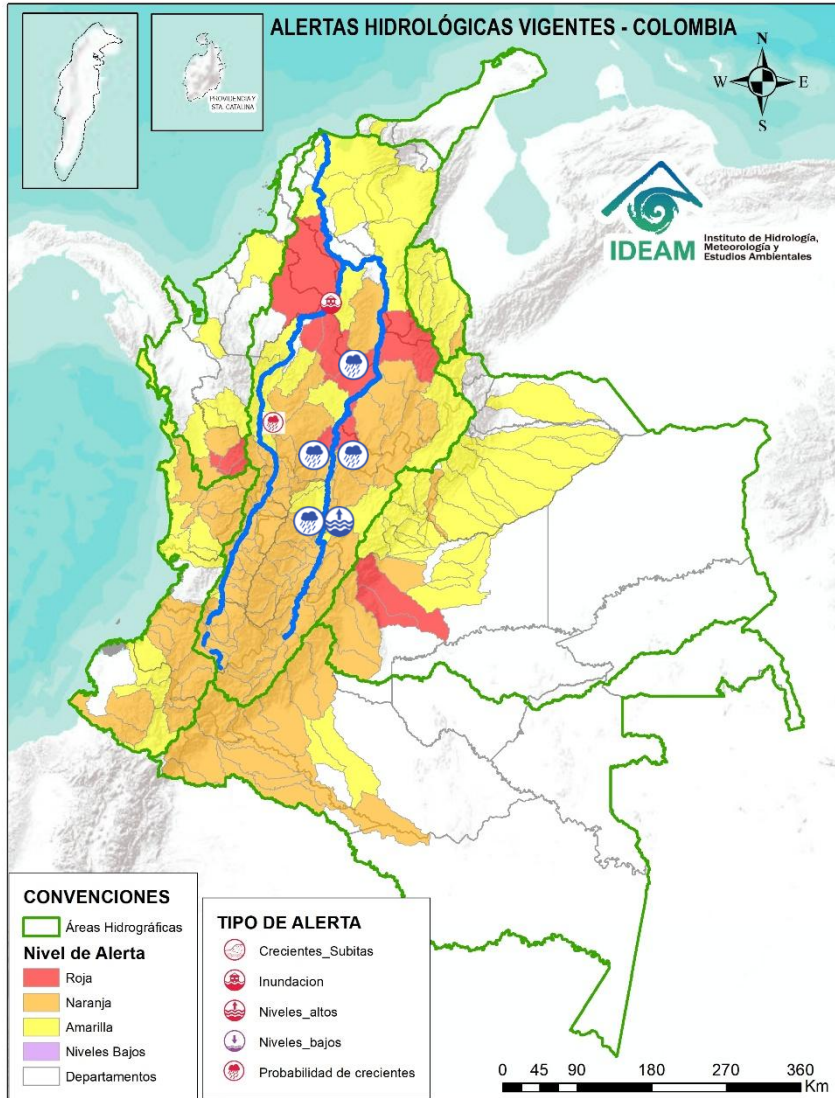 ALERTAS HIDROLÓGICAS VIGENTES - COLOMBIA
PROVIDENCIA Y
STA. CATALINA
N
W
E
S
IDEAM
Instituto de Hidrología,
Meteorología y
Estudios Ambientales
CONVENCIONES
Áreas Hidrográficas
Nivel de Alerta
Roja
Naranja
Amarilla
Niveles Bajos
Departamentos
TIPO DE ALERTA
Crecientes_Subitas
Inundacion
Niveles_altos
Niveles_bajos
Probabilidad de crecientes
0 45 90 180 270 360
Km